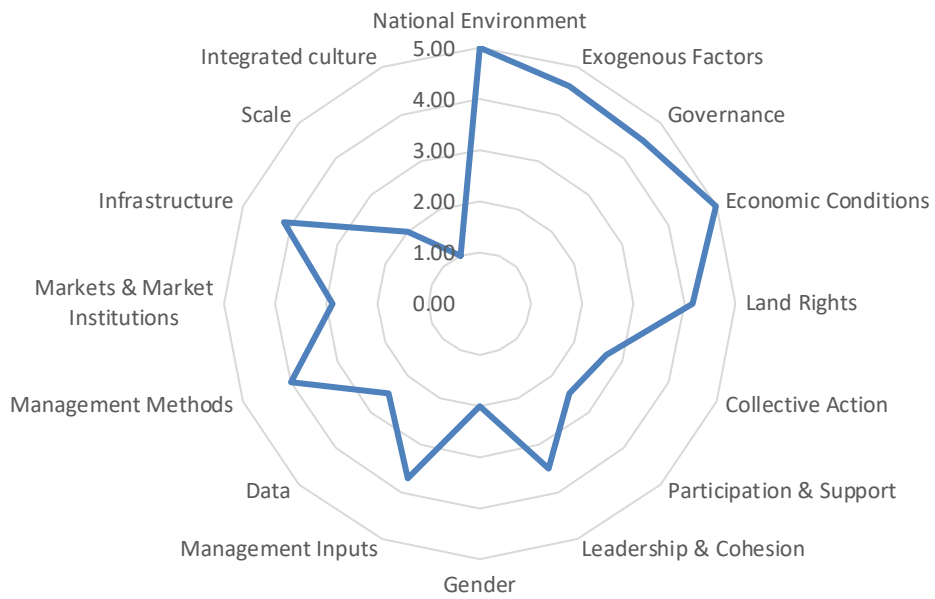 National Environment
5.00
Integrated culture
Exogenous Factors
4.00
Scale
Governance
3.00
2.00
Infrastructure
Economic Conditions
1.00
Markets & Market
Institutions
0.00
Land Rights
Management Methods
Collective Action
Data
Participation & Support
Management Inputs
Leadership & Cohesion
Gender